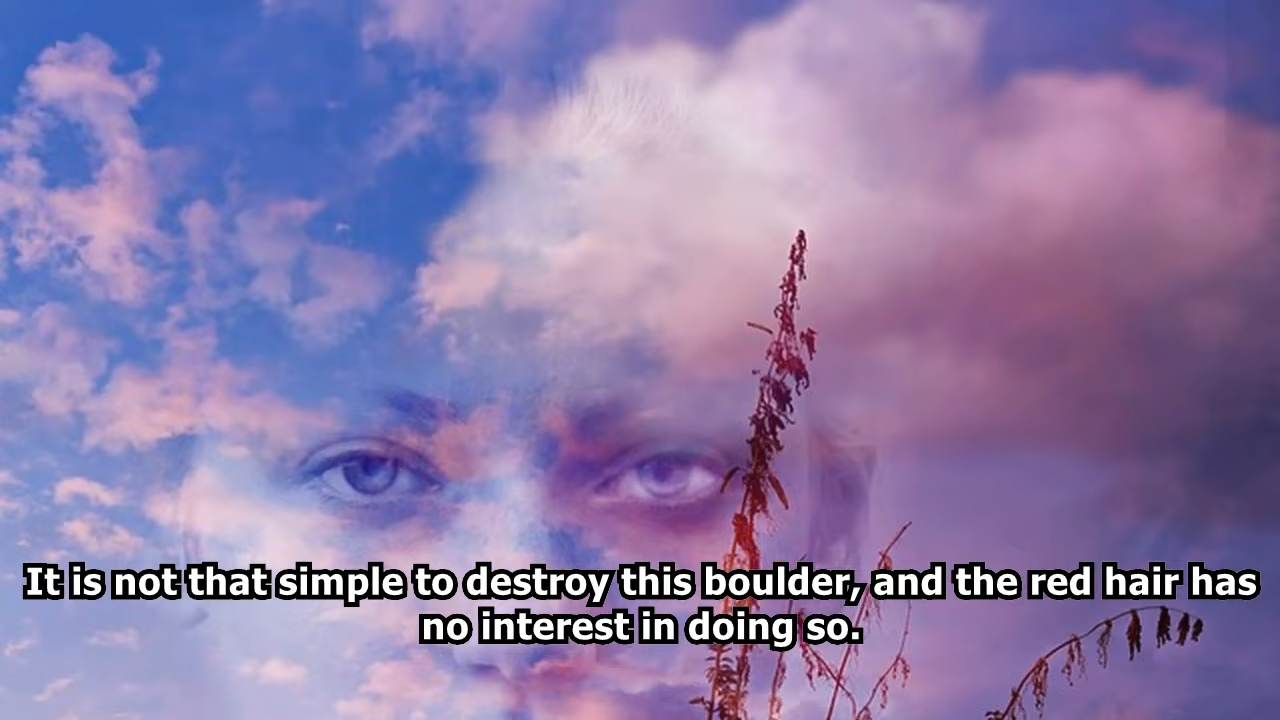 It is not that simple to destroy this boulder, and the red hair has
no interest in doing so.